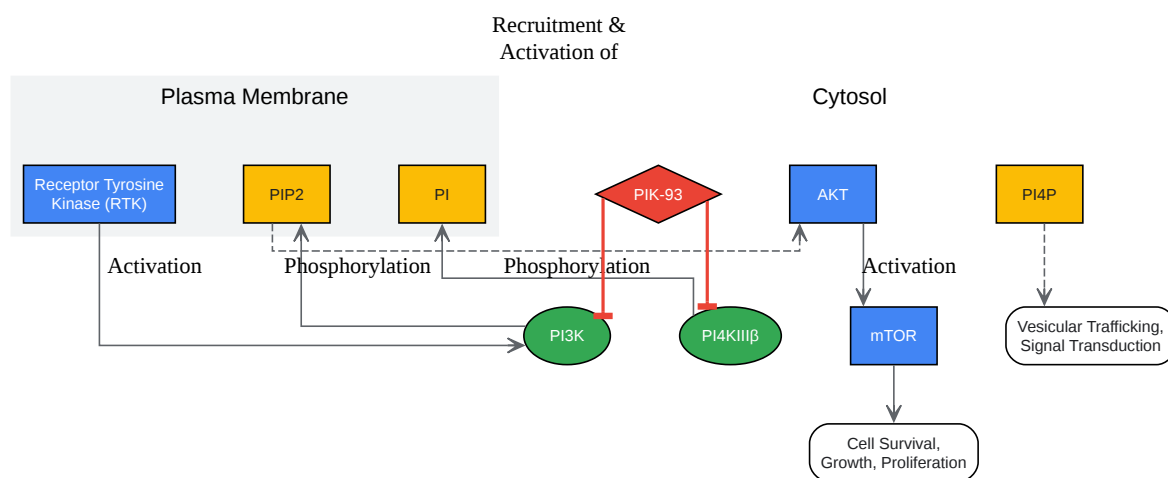 Recruitment &
Activation of
Plasma Membrane
Cytosol
Receptor Tyrosine
Kinase (RTK)
PIP2
PI
PIK-93
AKT
PI4P
Activation
Phosphorylation
Phosphorylation
Activation
PI3K
PI4KIIIβ
mTOR
Vesicular Trafficking,
Signal Transduction
Cell Survival,
Growth, Proliferation